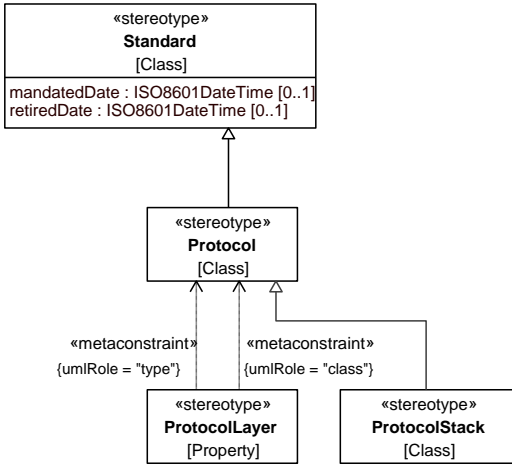 «stereotype»
Standard
[Class]
mandatedDate : ISO8601DateTime [0..1]
retiredDate : ISO8601DateTime [0..1]
«stereotype»
Protocol
[Class]
«metaconstraint»
{umlRole = "type"}
«metaconstraint»
{umlRole = "class"}
«stereotype»
ProtocolLayer
[Property]
«stereotype»
ProtocolStack
[Class]